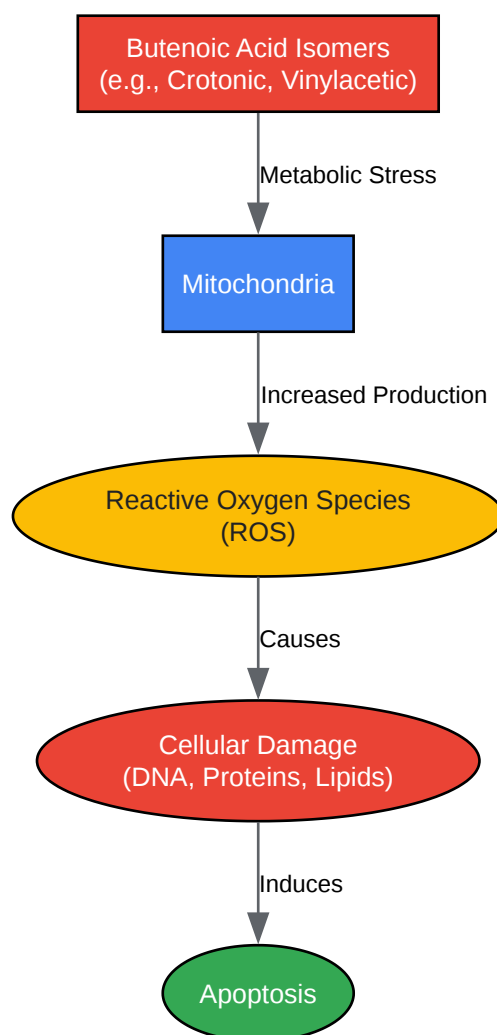 Butenoic Acid Isomers
(e.g., Crotonic, Vinylacetic)
Metabolic Stress
Mitochondria
Increased Production
Reactive Oxygen Species
(ROS)
Causes
Cellular Damage
(DNA, Proteins, Lipids)
Induces
Apoptosis